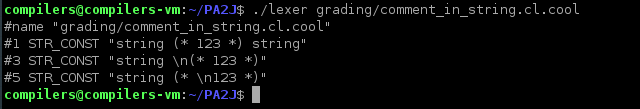 compilers@compilers-vm:~/PA2J$ ./lexer grading/comment_in_string.cl.cool
#name "grading/comment_in_string.cl.cool"
#1 STR_CONST "string (* 123 *) string"
#3 STR_CONST "string \n(* 123 *)"
#5 STR_CONST "string (* \n123 *)"
compilers@compilers-vm:~/PA2J$